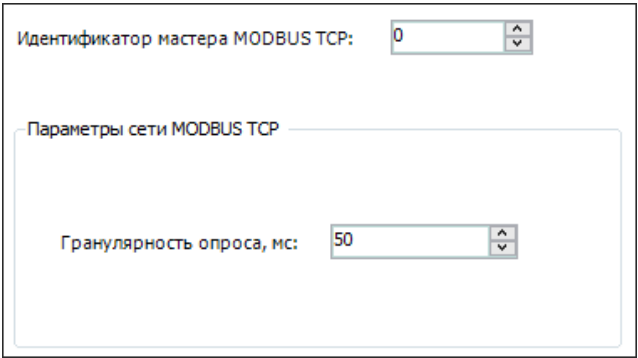 Идентификатор мастера MODBUS TCP: 0
Параметры сети MODBUS TCP
Гранулярность опроса, мс: 50